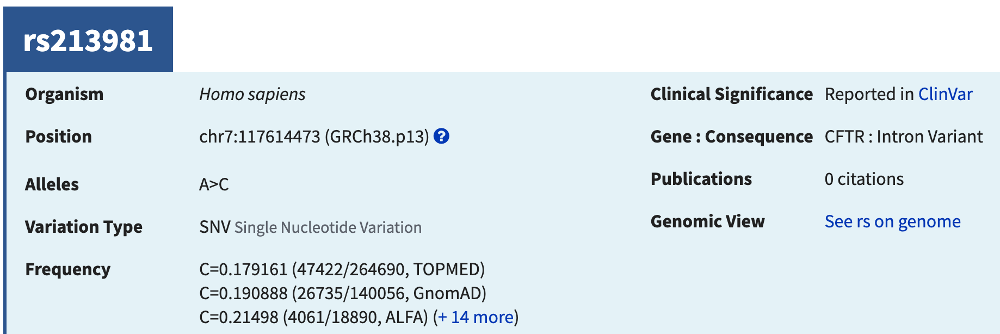 rs213981
Organism Homo sapiens
Position chr7:117614473 (GRCh38.p13) ?
Alleles A>C
Variation Type SNV Single Nucleotide Variation
Frequency C=0.179161 (47422/264690, TOPMED)
C=0.190888 (26735/140056, GnomAD)
C=0.21498 (4061/18890, ALFA) (+ 14 more)
Clinical Significance Reported in ClinVar
Gene : Consequence CFTR : Intron Variant
Publications 0 citations
Genomic View See rs on genome